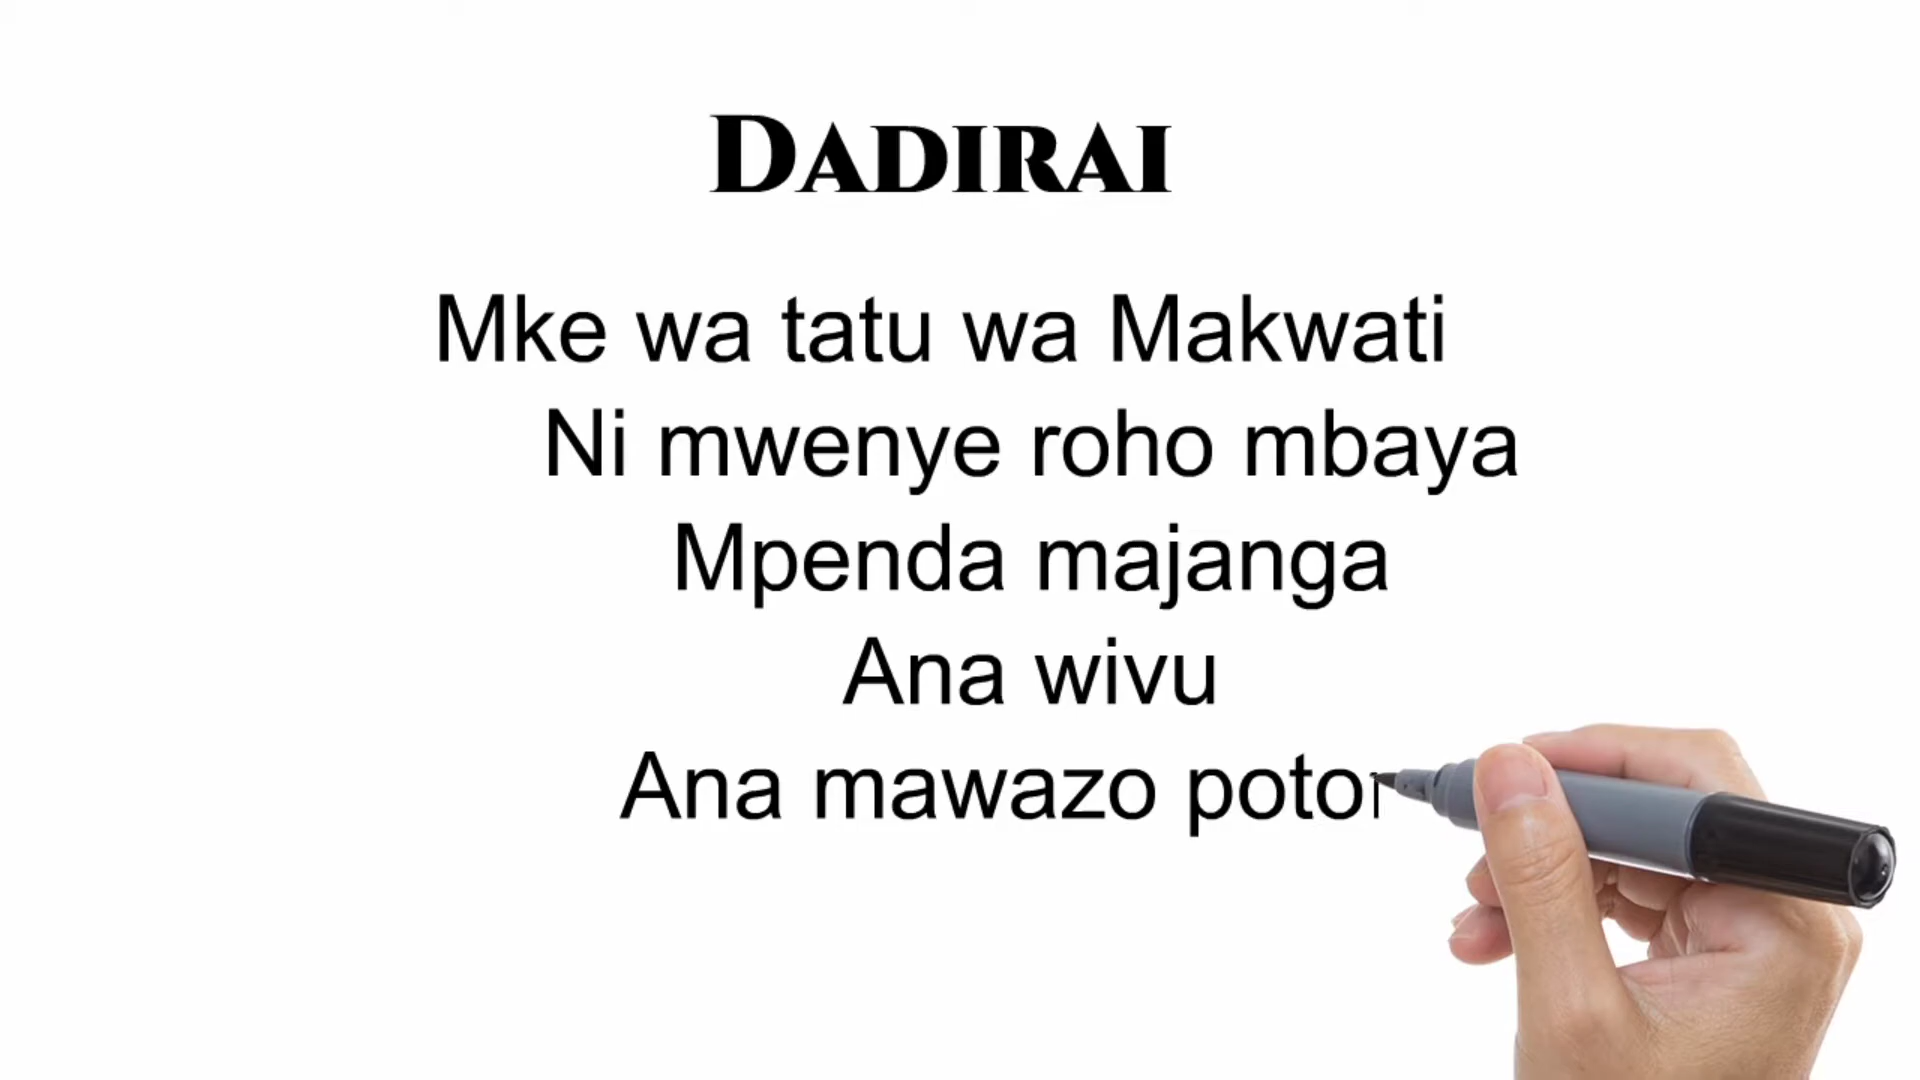 DADIRAI
Mke wa tatu wa Makwati
Ni mwenye roho mbaya
Mpenda majanga
Ana wivu
Ana mawazo